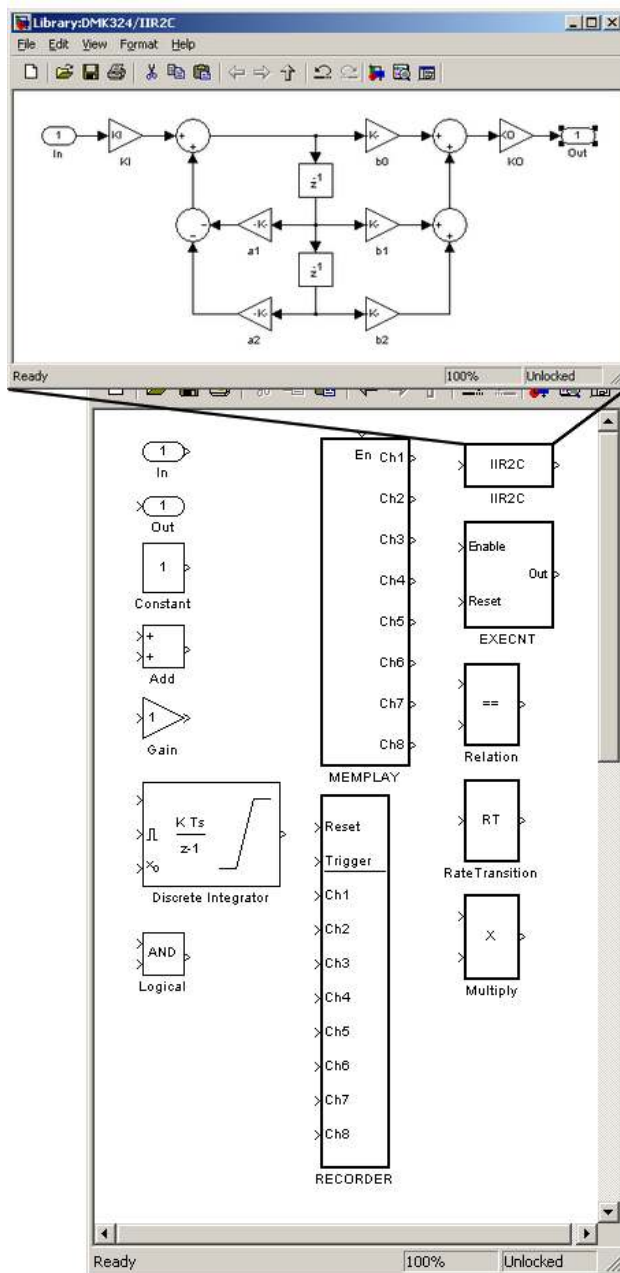 Library:DMK324/IIR2C
File Edit View Format Help
1
In
KI
KI
+
+
K-
b0
+
+
KO
KO
1
Out
z-1
-
-
-K-
a1
K-
b1
+
+
z-1
-K-
a2
K-
b2
Ready 100% Unlocked
1
In
1
Out
1
Constant
+
+
Add
1
Gain
K Ts
z-1
xo
Discrete Integrator
AND
Logical
En Ch1
Ch2
Ch3
Ch4
Ch5
Ch6
Ch7
Ch8
MEMPLAY
Reset
Trigger
Ch1
Ch2
Ch3
Ch4
Ch5
Ch6
Ch7
Ch8
RECORDER
IIR2C
IIR2C
Enable
Out
Reset
EXECNT
==
Relation
RT
RateTransition
X
Multiply
Ready 100% Unlocked